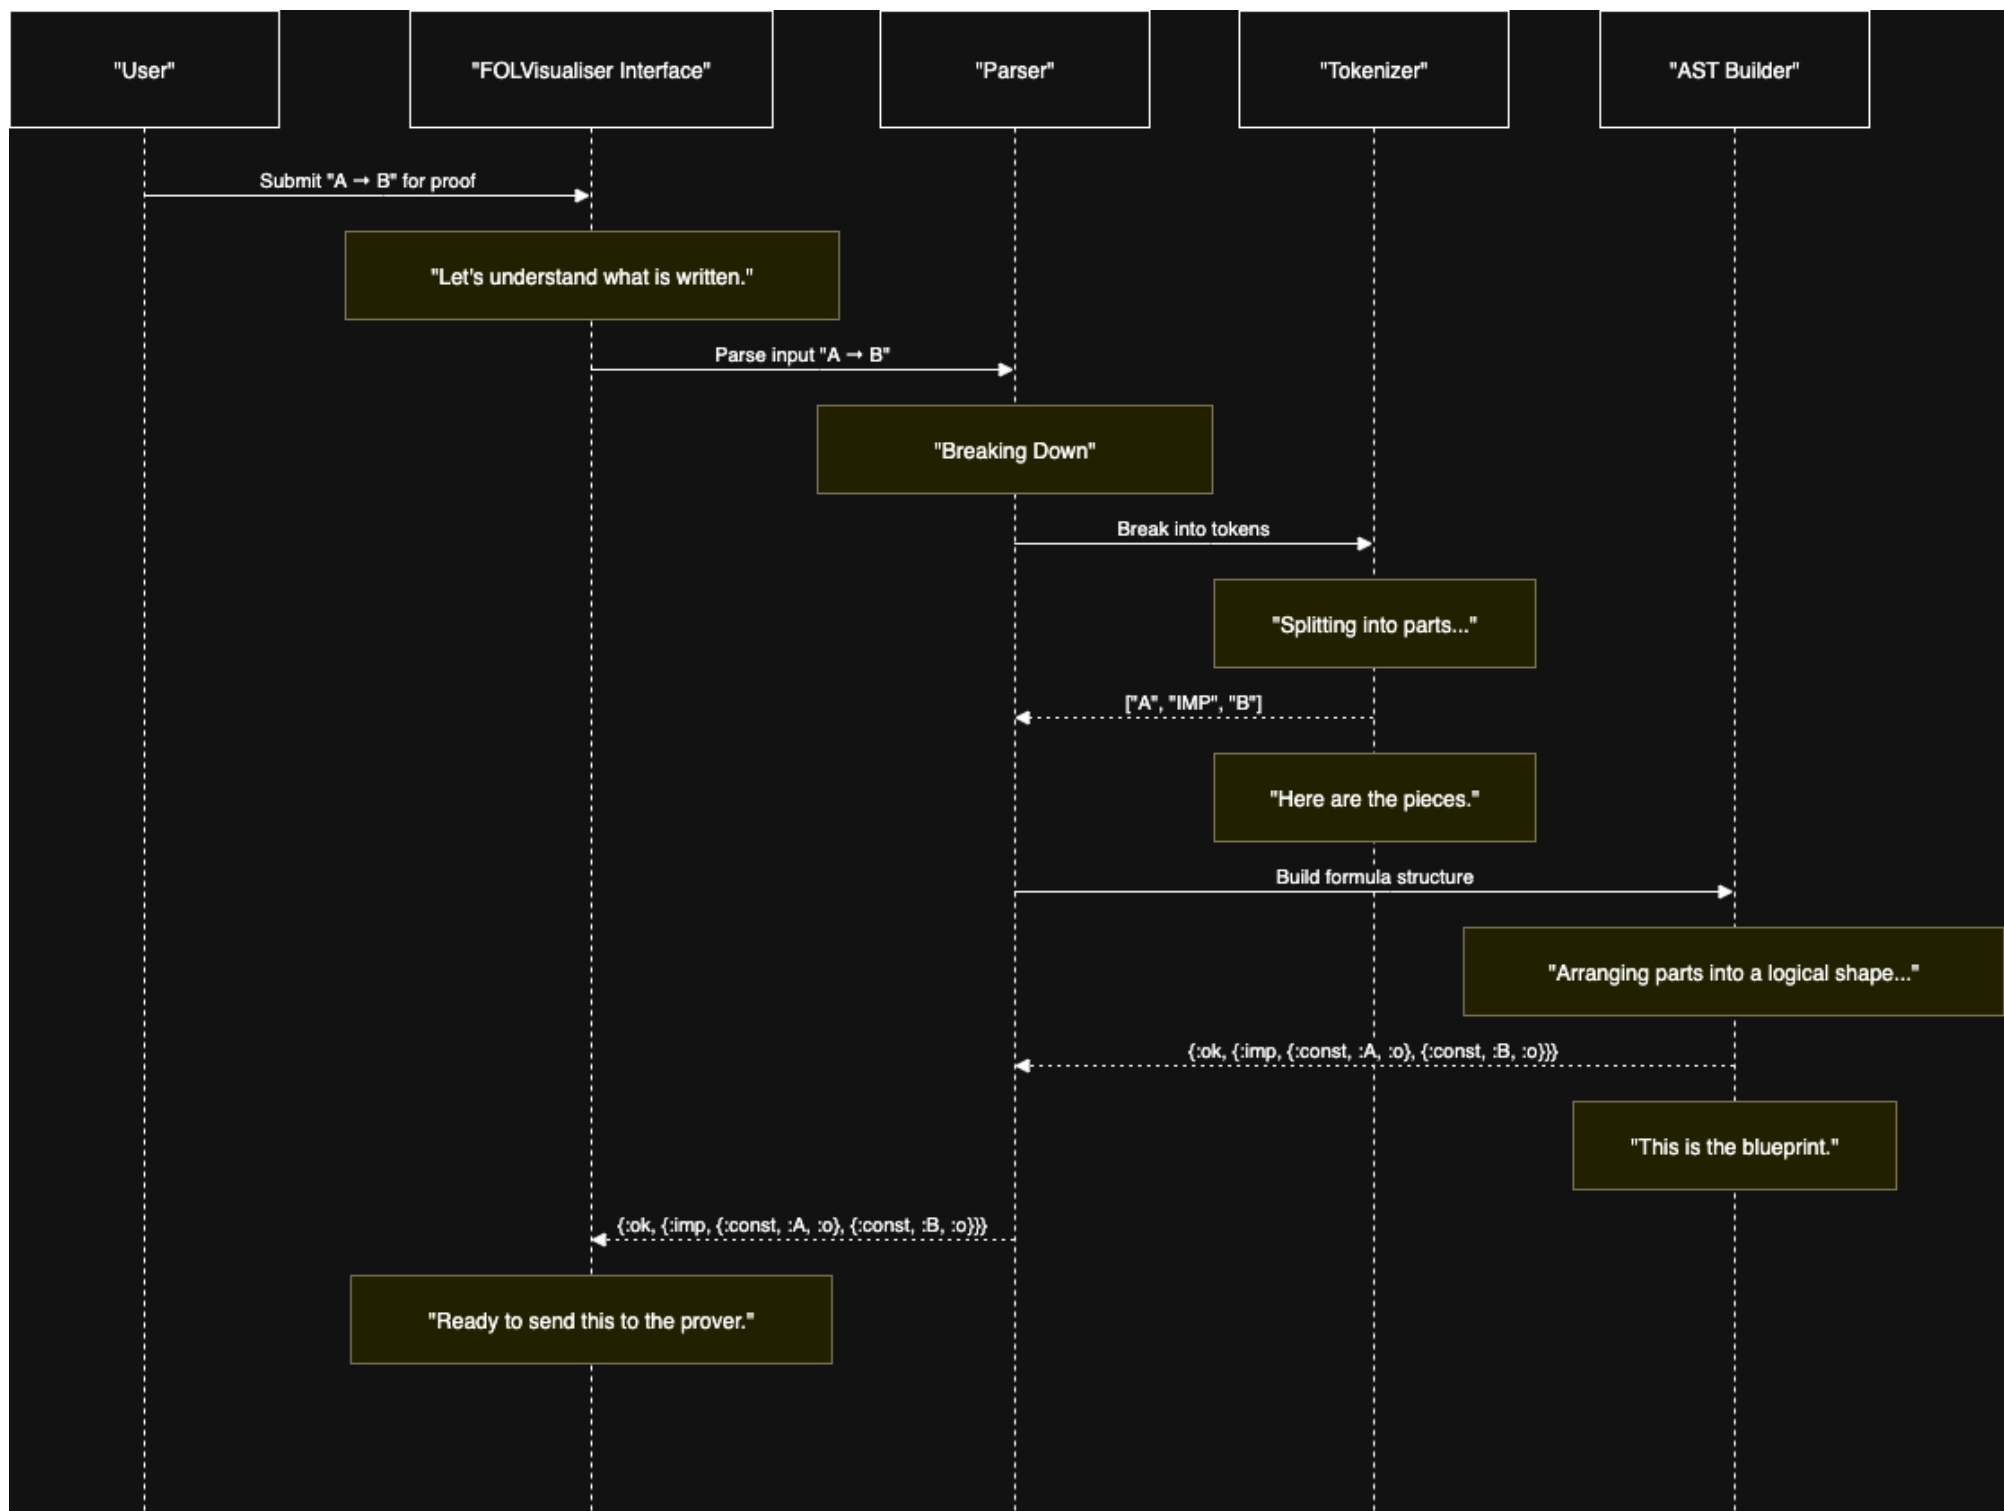 "User"
"FOLVisualiser Interface"
"Parser"
"Tokenizer"
"AST Builder"
Submit "A → B" for proof
"Let's understand what is written."
Parse input "A → B"
"Breaking Down"
Break into tokens
"Splitting into parts..."
["A", "IMP", "B"]
"Here are the pieces."
Build formula structure
"Arranging parts into a logical shape..."
{:ok, {:imp, {:const, :A, :o}, {:const, :B, :o}}}
"This is the blueprint."
{:ok, {:imp, {:const, :A, :o}, {:const, :B, :o}}}
"Ready to send this to the prover."